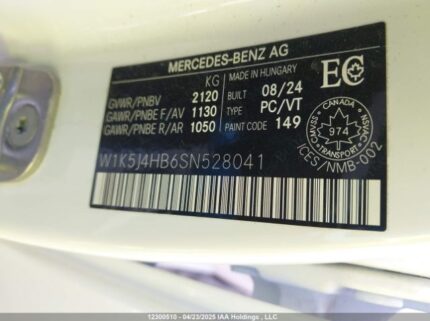 MERCEDES-BENZ AG
KG
MADE IN HUNGARY
GVWR/PNBV 2120
BUILT 08/24
GAWR/PNBE F/AV 1130
TYPE PC/VT
GAWR/PNBE R/AR 1050
PAINT CODE 149
EC
CANADA
974
ICES/NMB-002
W1K5J4HB6SN528041
12300510 - 04/23/2025 IAA Holdings, Inc./Canada